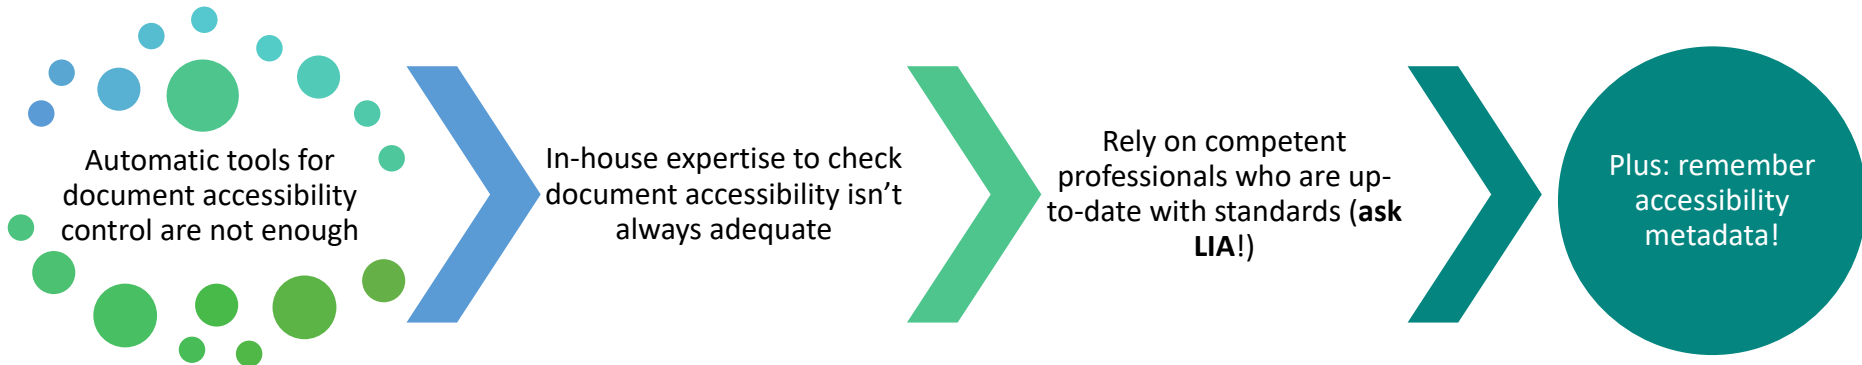 Automatic tools for
document accessibility
control are not enough
In-house expertise to check
document accessibility isn’t
always adequate
Rely on competent
professionals who are up-
to-date with standards (ask
LIA!)
Plus: remember
accessibility
metadata!